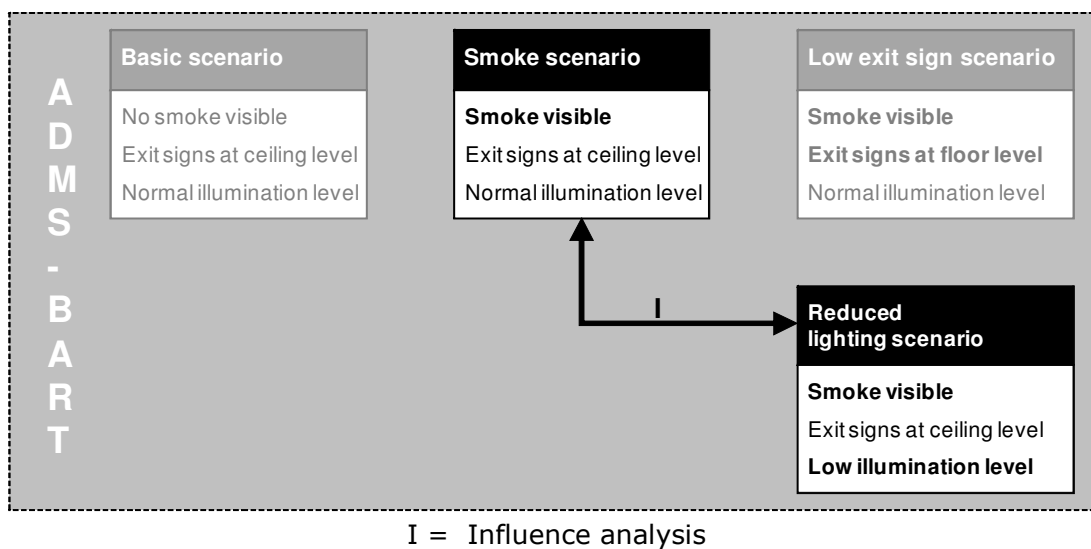 A
D
M
S
-
B
A
R
T
Basic scenario
No smoke visible
Exit signs at ceiling level
Normal illumination level
Smoke scenario
Smoke visible
Exit signs at ceiling level
Normal illumination level
Low exit sign scenario
Smoke visible
Exit signs at floor level
Normal illumination level
I
Reduced
lighting scenario
Smoke visible
Exit signs at ceiling level
Low illumination level
I = Influence analysis